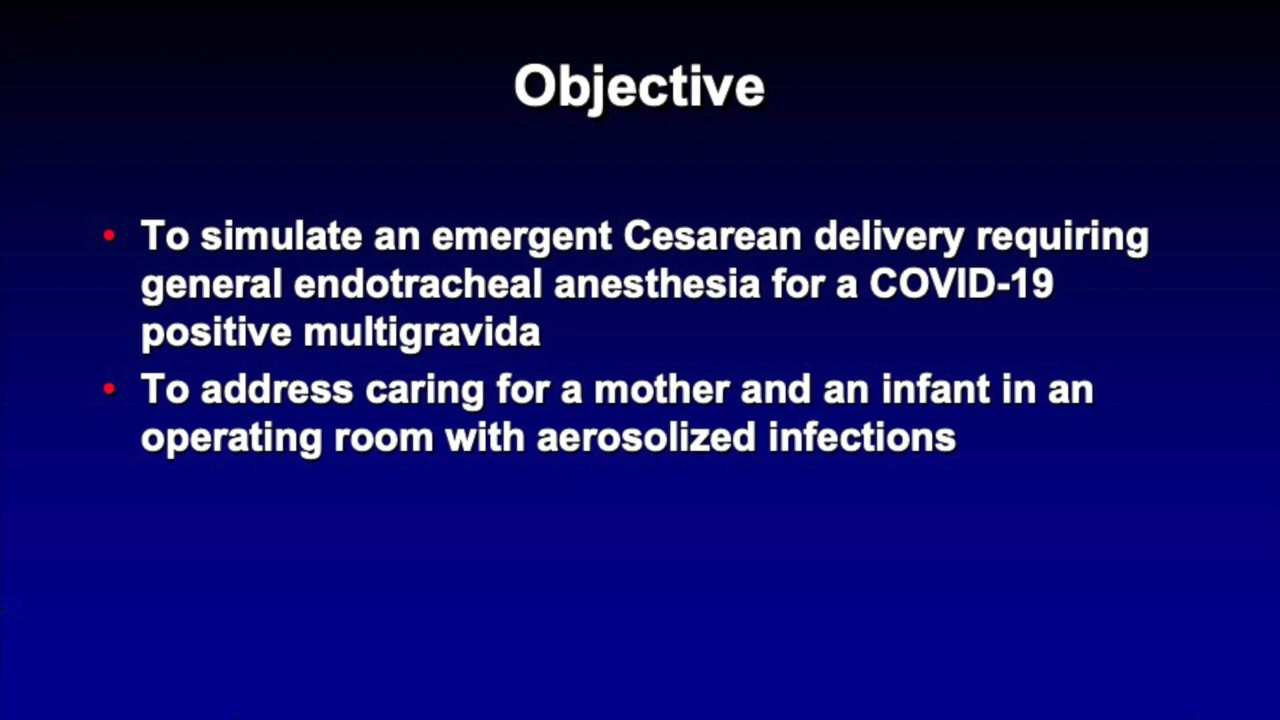 Objective
• To simulate an emergent Cesarean delivery requiring
general endotracheal anesthesia for a COVID-19
positive multigravida
• To address caring for a mother and an infant in an
operating room with aerosolized infections